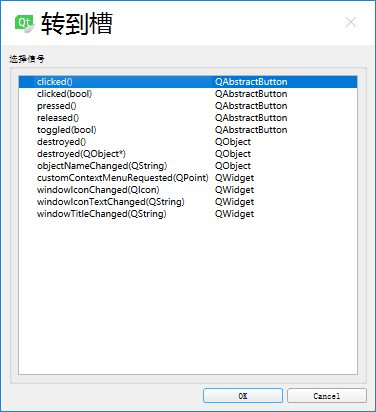 Qt 转到槽
选择信号
clicked() QAbstractButton
clicked(bool) QAbstractButton
pressed() QAbstractButton
released() QAbstractButton
toggled(bool) QAbstractButton
destroyed() QObject
destroyed(QObject*) QObject
objectNameChanged(QString) QObject
customContextMenuRequested(QPoint) QWidget
windowIconChanged(QIcon) QWidget
windowIconTextChanged(QString) QWidget
windowTitleChanged(QString) QWidget
OK Cancel